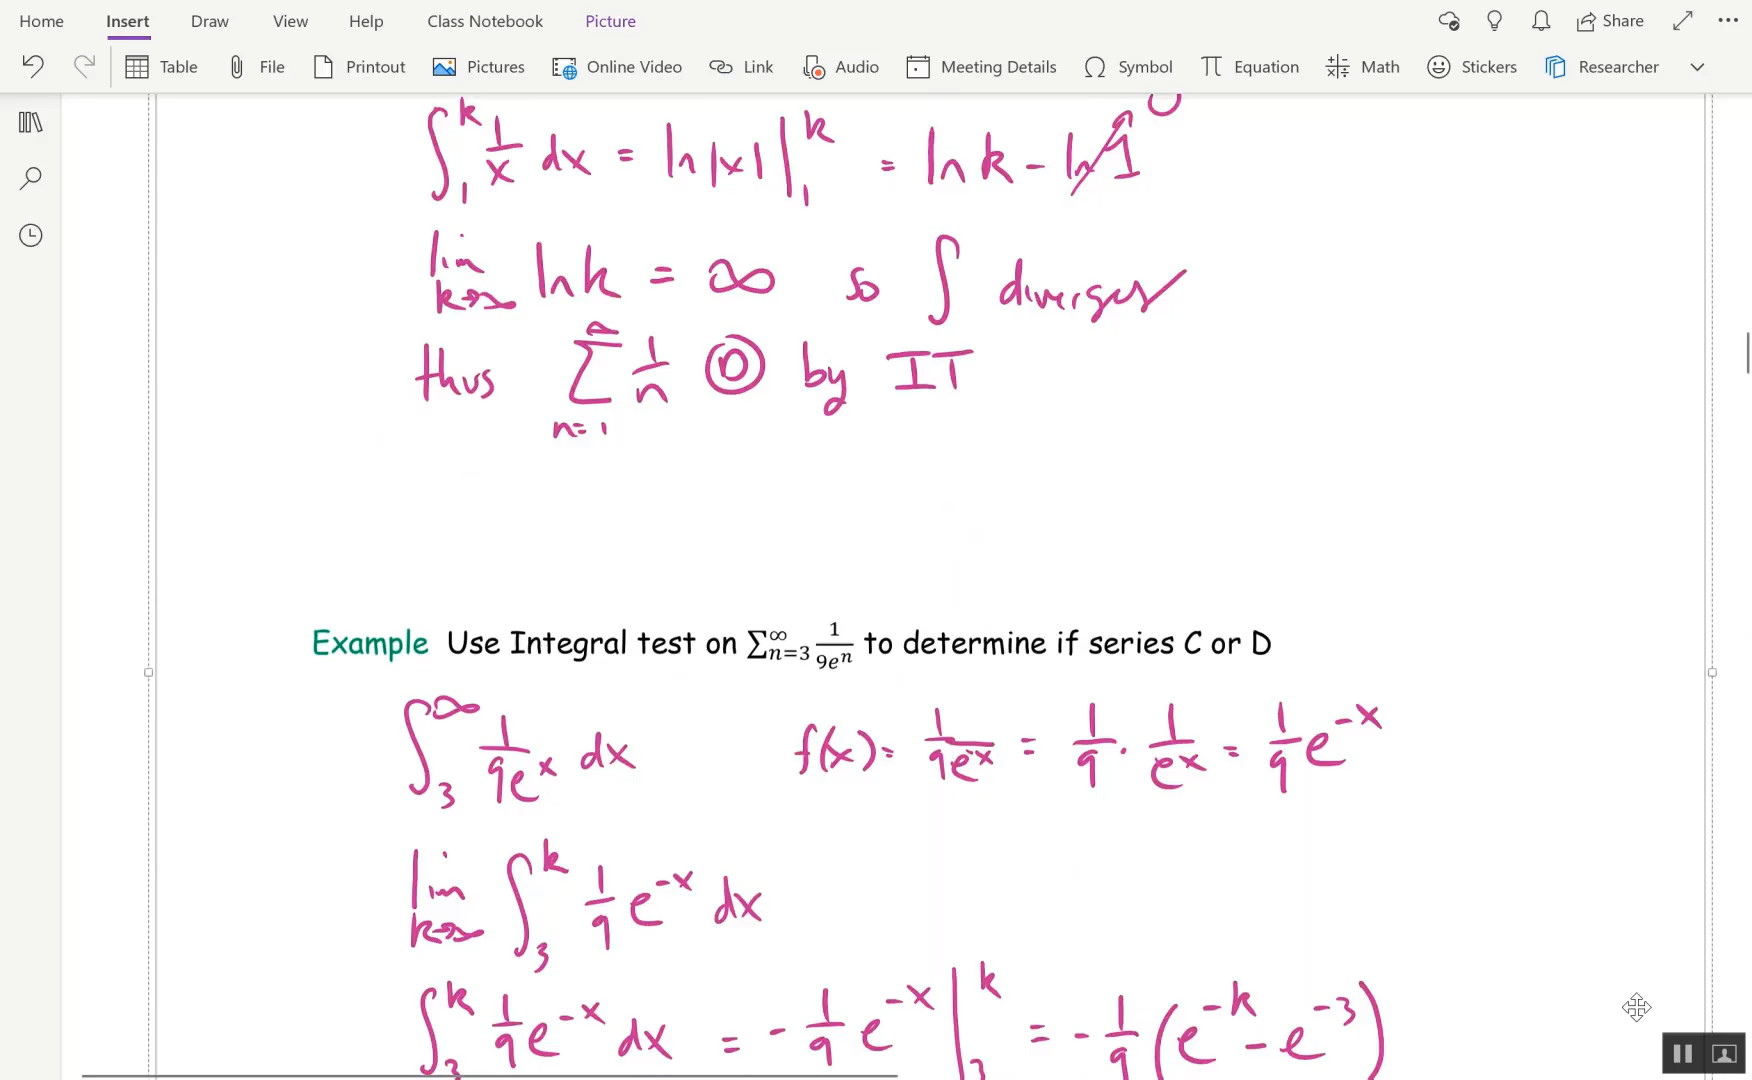 Home Insert Draw View Help Class Notebook Picture Share
Table File Printout Pictures Online Video Link Audio Meeting Details Symbol Equation Math Stickers Researcher
∫₁ᵏ 1/x dx = ln|x| |₁ᵏ = ln k - ln 1 0
lim k→∞ ln k = ∞ so ∫ diverges
thus ∑ n=1 ∞ 1/n Ⓓ by IT
Example Use Integral test on ∑_{n=3}^∞ 1/(9eⁿ) to determine if series C or D
∫₃^∞ 1/(9eˣ) dx f(x) = 1/(9eˣ) = 1/9 · 1/eˣ = 1/9 e⁻ˣ
lim k→∞ ∫₃ᵏ 1/9 e⁻ˣ dx
∫₃ᵏ 1/9 e⁻ˣ dx = - 1/9 e⁻ˣ |₃ᵏ = - 1/9 (e⁻ᵏ - e⁻³)